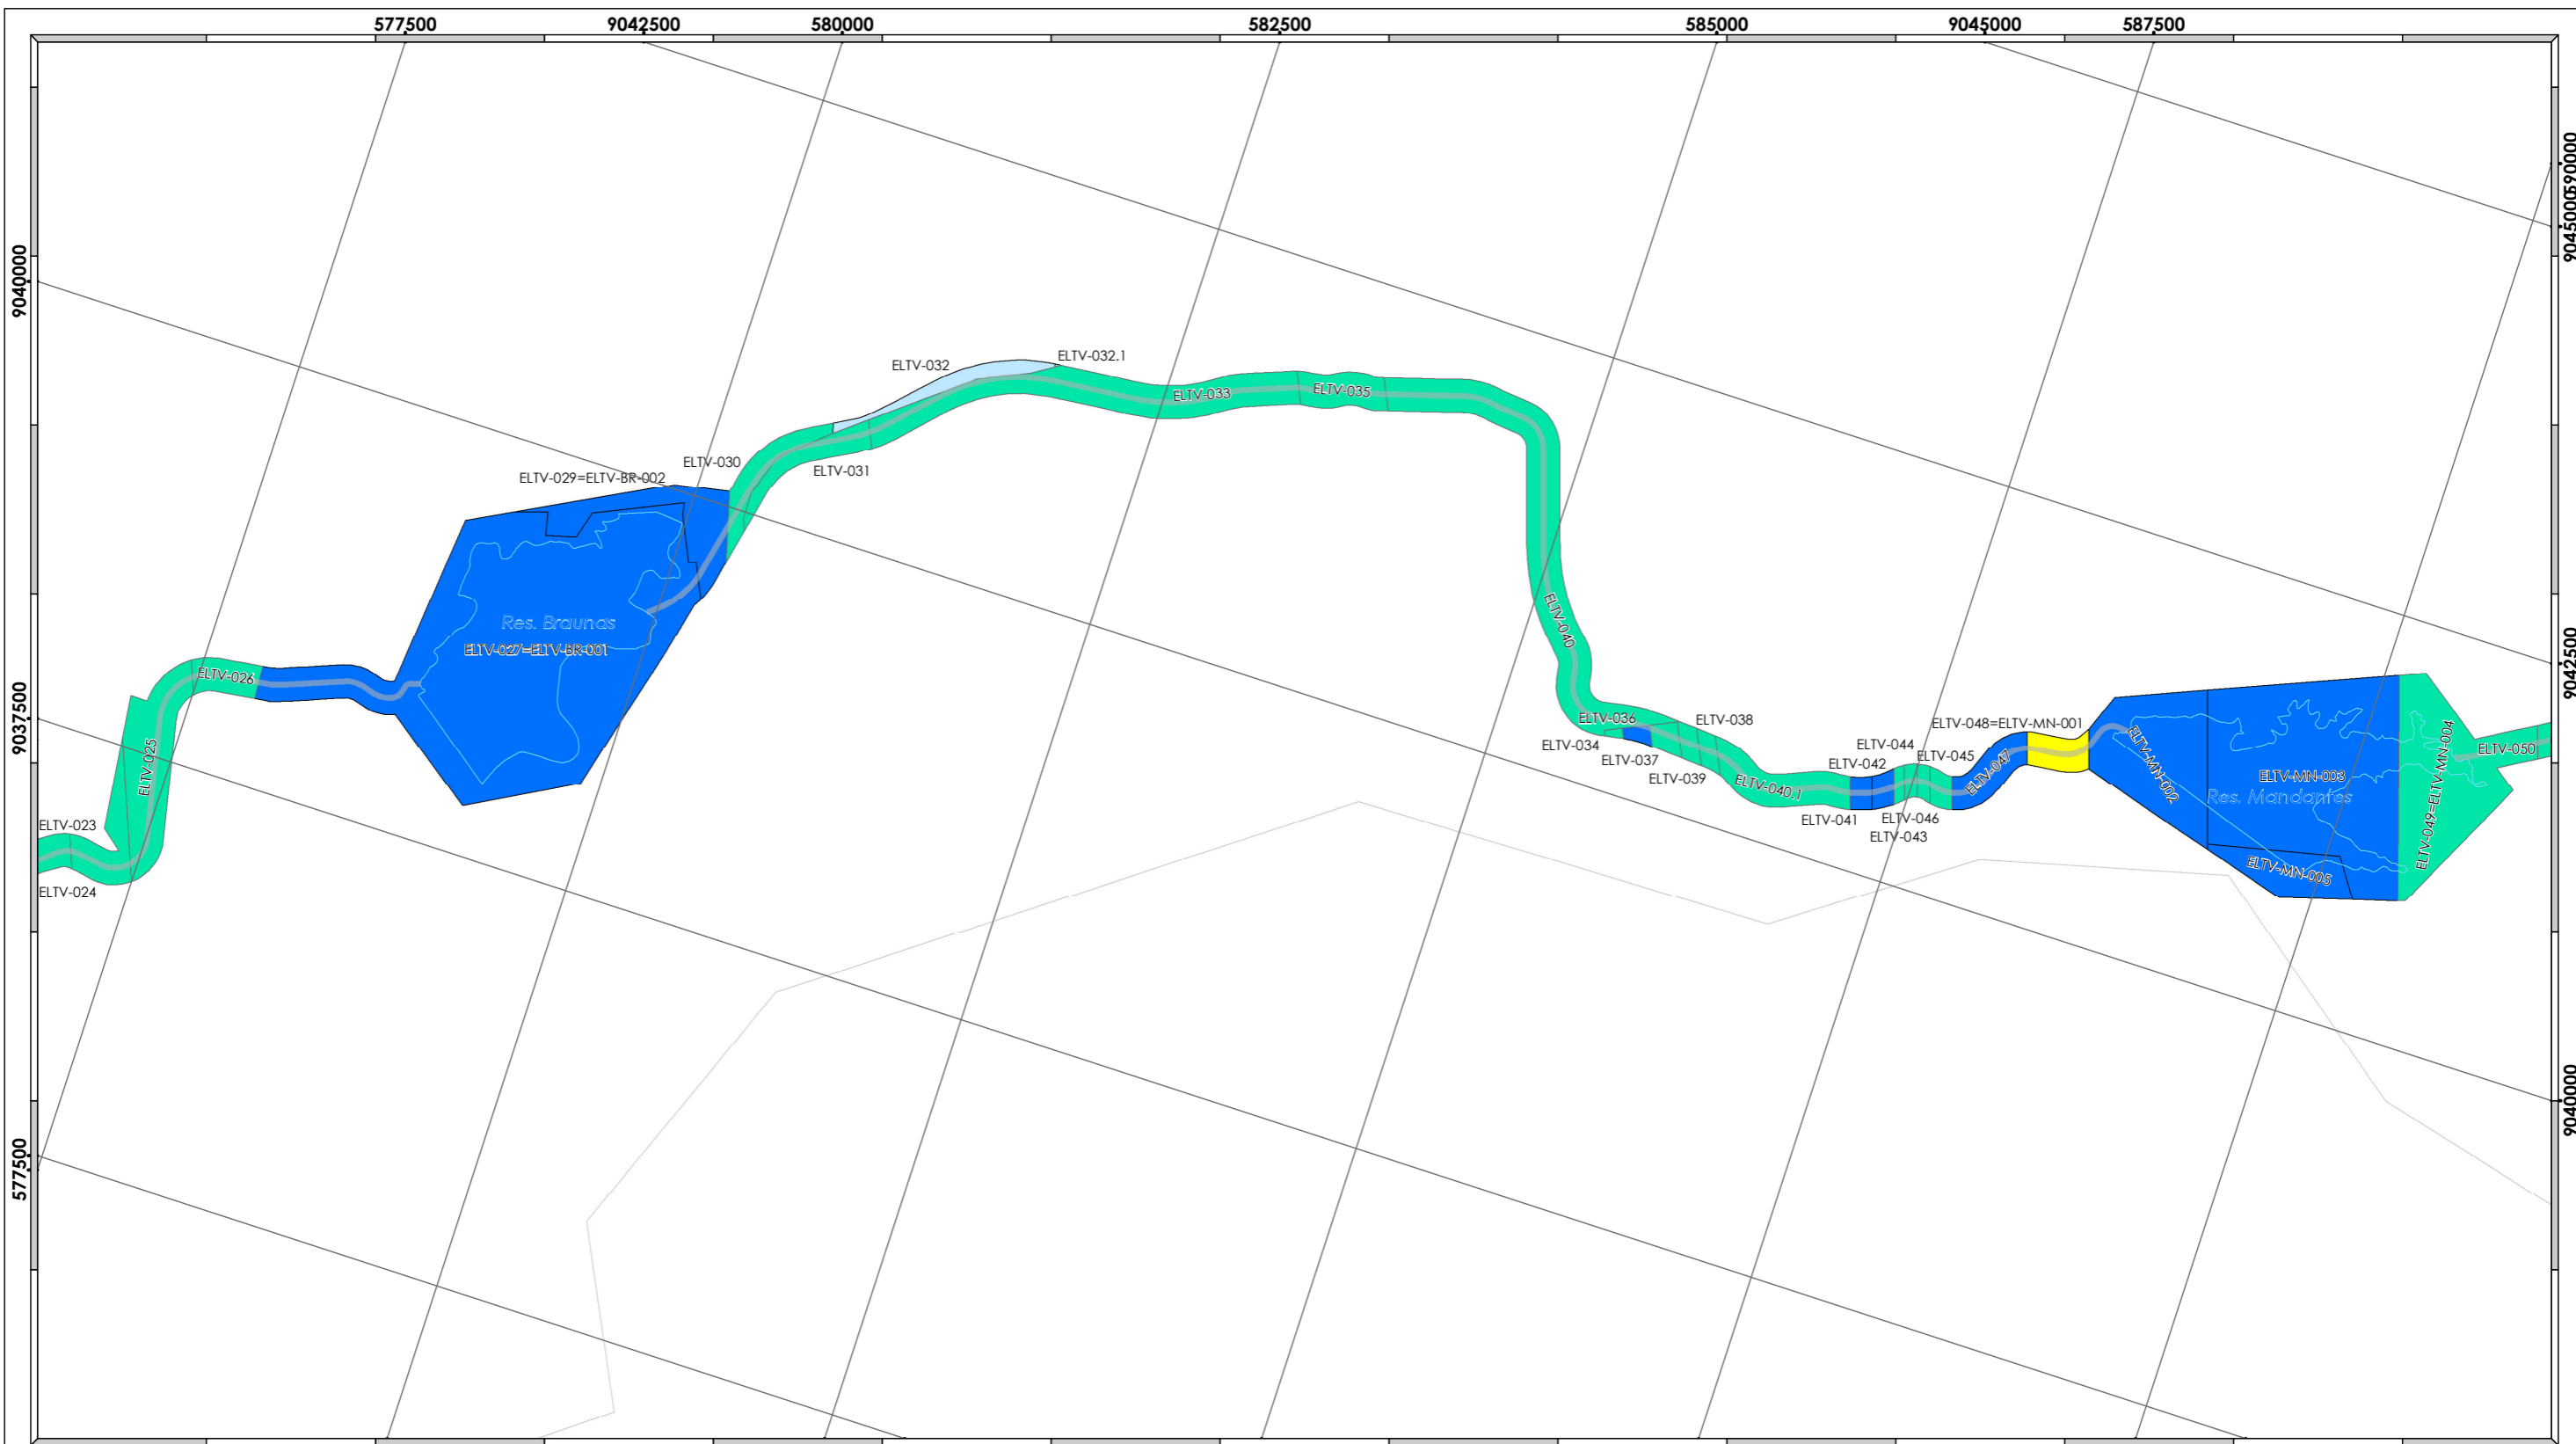 577500
9042500
580000
582500
585000
9045000
587500
9040000
9037500
577500
590000
9045000
9042500
9040000
ELTV-032
ELTV-032.1
ELTV-033
ELTV-035
ELTV-030
ELTV-031
ELTV-029=ELTV-BR-002
Res. Braunas
ELTV-027=ELTV-BR-001
ELTV-026
ELTV-025
ELTV-023
ELTV-024
ELTV-040
ELTV-036
ELTV-038
ELTV-034
ELTV-037
ELTV-039
ELTV-040.1
ELTV-042
ELTV-044
ELTV-045
ELTV-041
ELTV-046
ELTV-043
ELTV-048=ELTV-MN-001
ELTV-047
ELTV-MN-002
ELTV-MN-003
Res. Mandantes
ELTV-MN-005
ELTV-049=ELTV-MN-004
ELTV-050